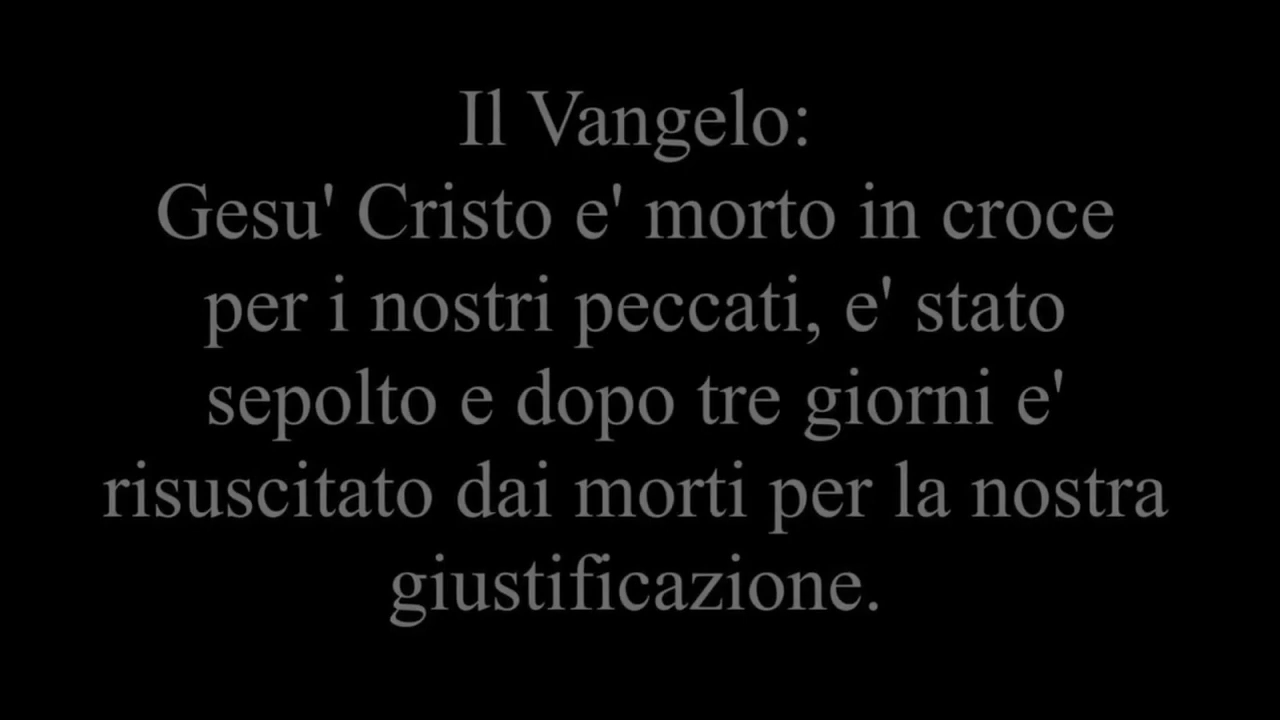 Il Vangelo:
Gesu' Cristo e' morto in croce
per i nostri peccati, e' stato
sepolto e dopo tre giorni e'
risuscitato dai morti per la nostra
giustificazione.